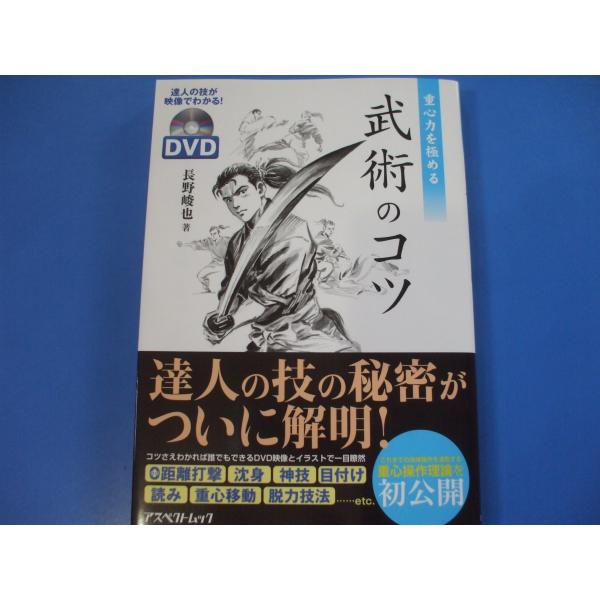 達人の技が
映像でわかる!
DVD
重心力を極める
武術のコツ
長野峻也 著
達人の技の秘密が
ついに解明!
コツさえわかれば誰でもできるDVD映像とイラストで一目瞭然
距離打撃 沈身 神技 目付け
読み 重心移動 脱力技法 ……etc.
重心操作理論を
初公開
アスペクトムック